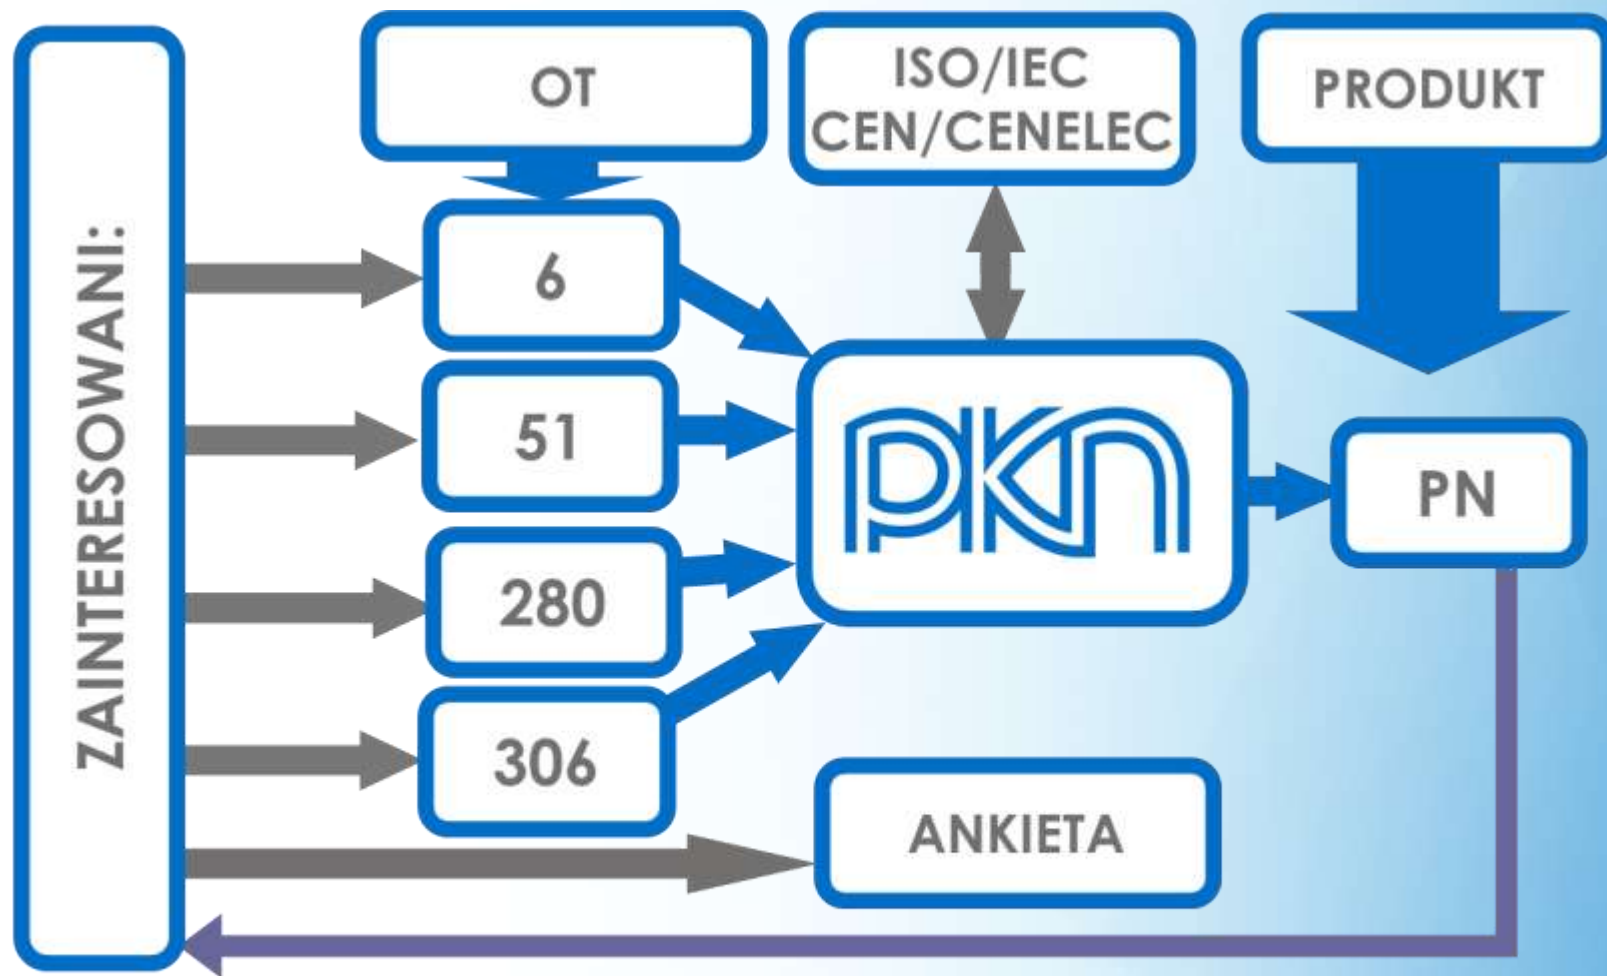 ZAINTERESOWANI:
OT
ISO/IEC
CEN/CENELEC
PRODUKT
6
51
280
306
pkn
PN
ANKIETA